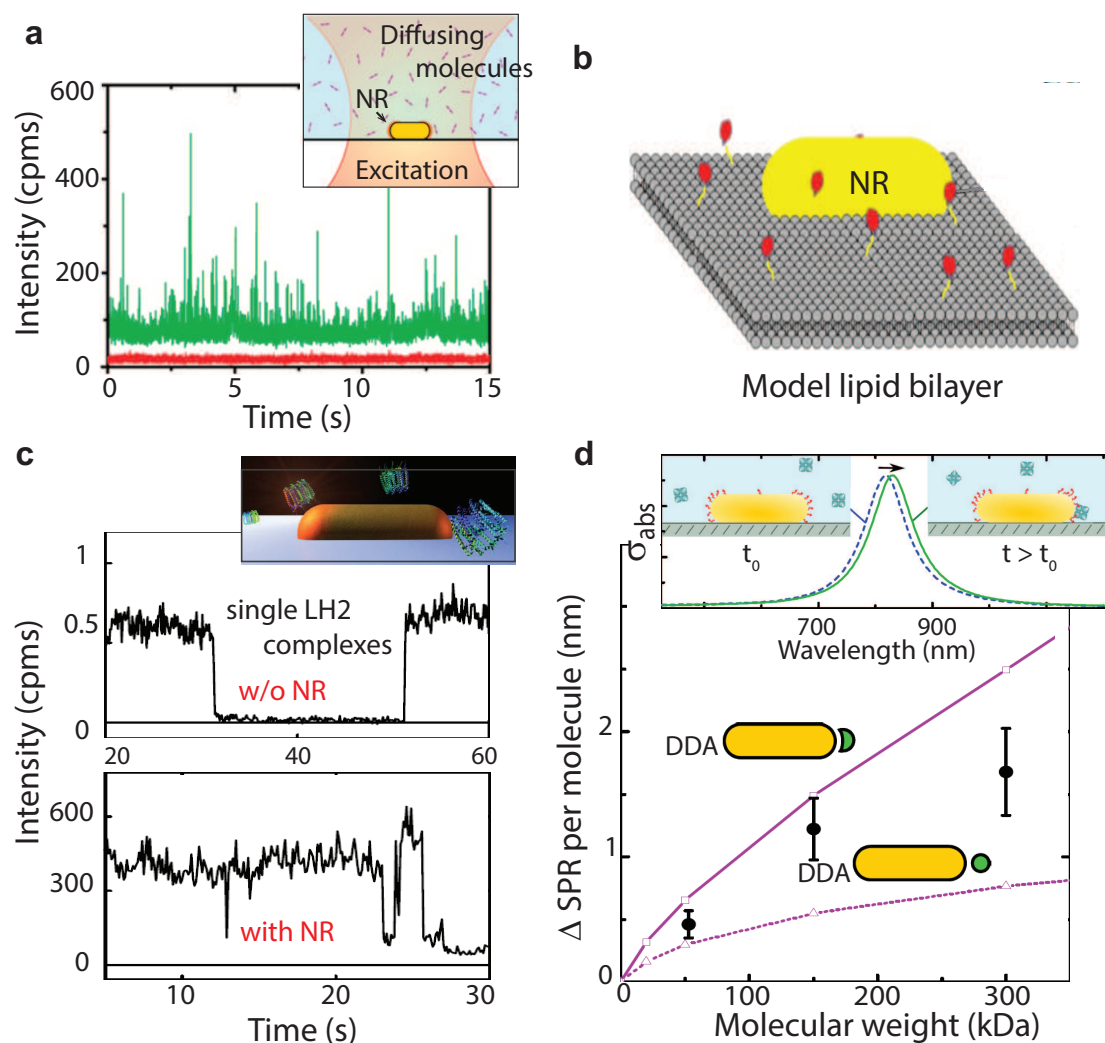 a
Diffusing
molecules
NR
Excitation
Intensity (cpms)
600
400
200
0
0 5 10 15
Time (s)
b
NR
Model lipid bilayer
c
Intensity (cpms)
1
0.5
0
single LH2
complexes
w/o NR
20 40 60
600
300
0
with NR
10 20 30
Time (s)
d
σabs
t0
t > t0
700 900
Wavelength (nm)
Δ SPR per molecule (nm)
2
1
0
DDA
DDA
0 100 200 300
Molecular weight (kDa)